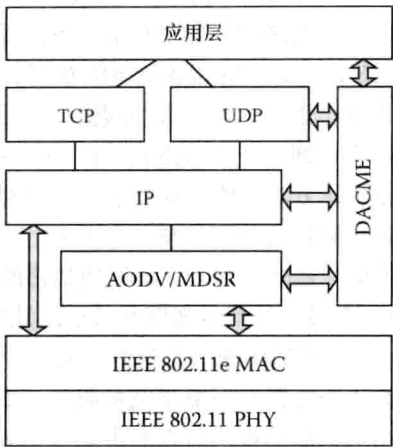 应用层
TCP
UDP
IP
DACME
AODV/MDSR
IEEE 802.11e MAC
IEEE 802.11 PHY